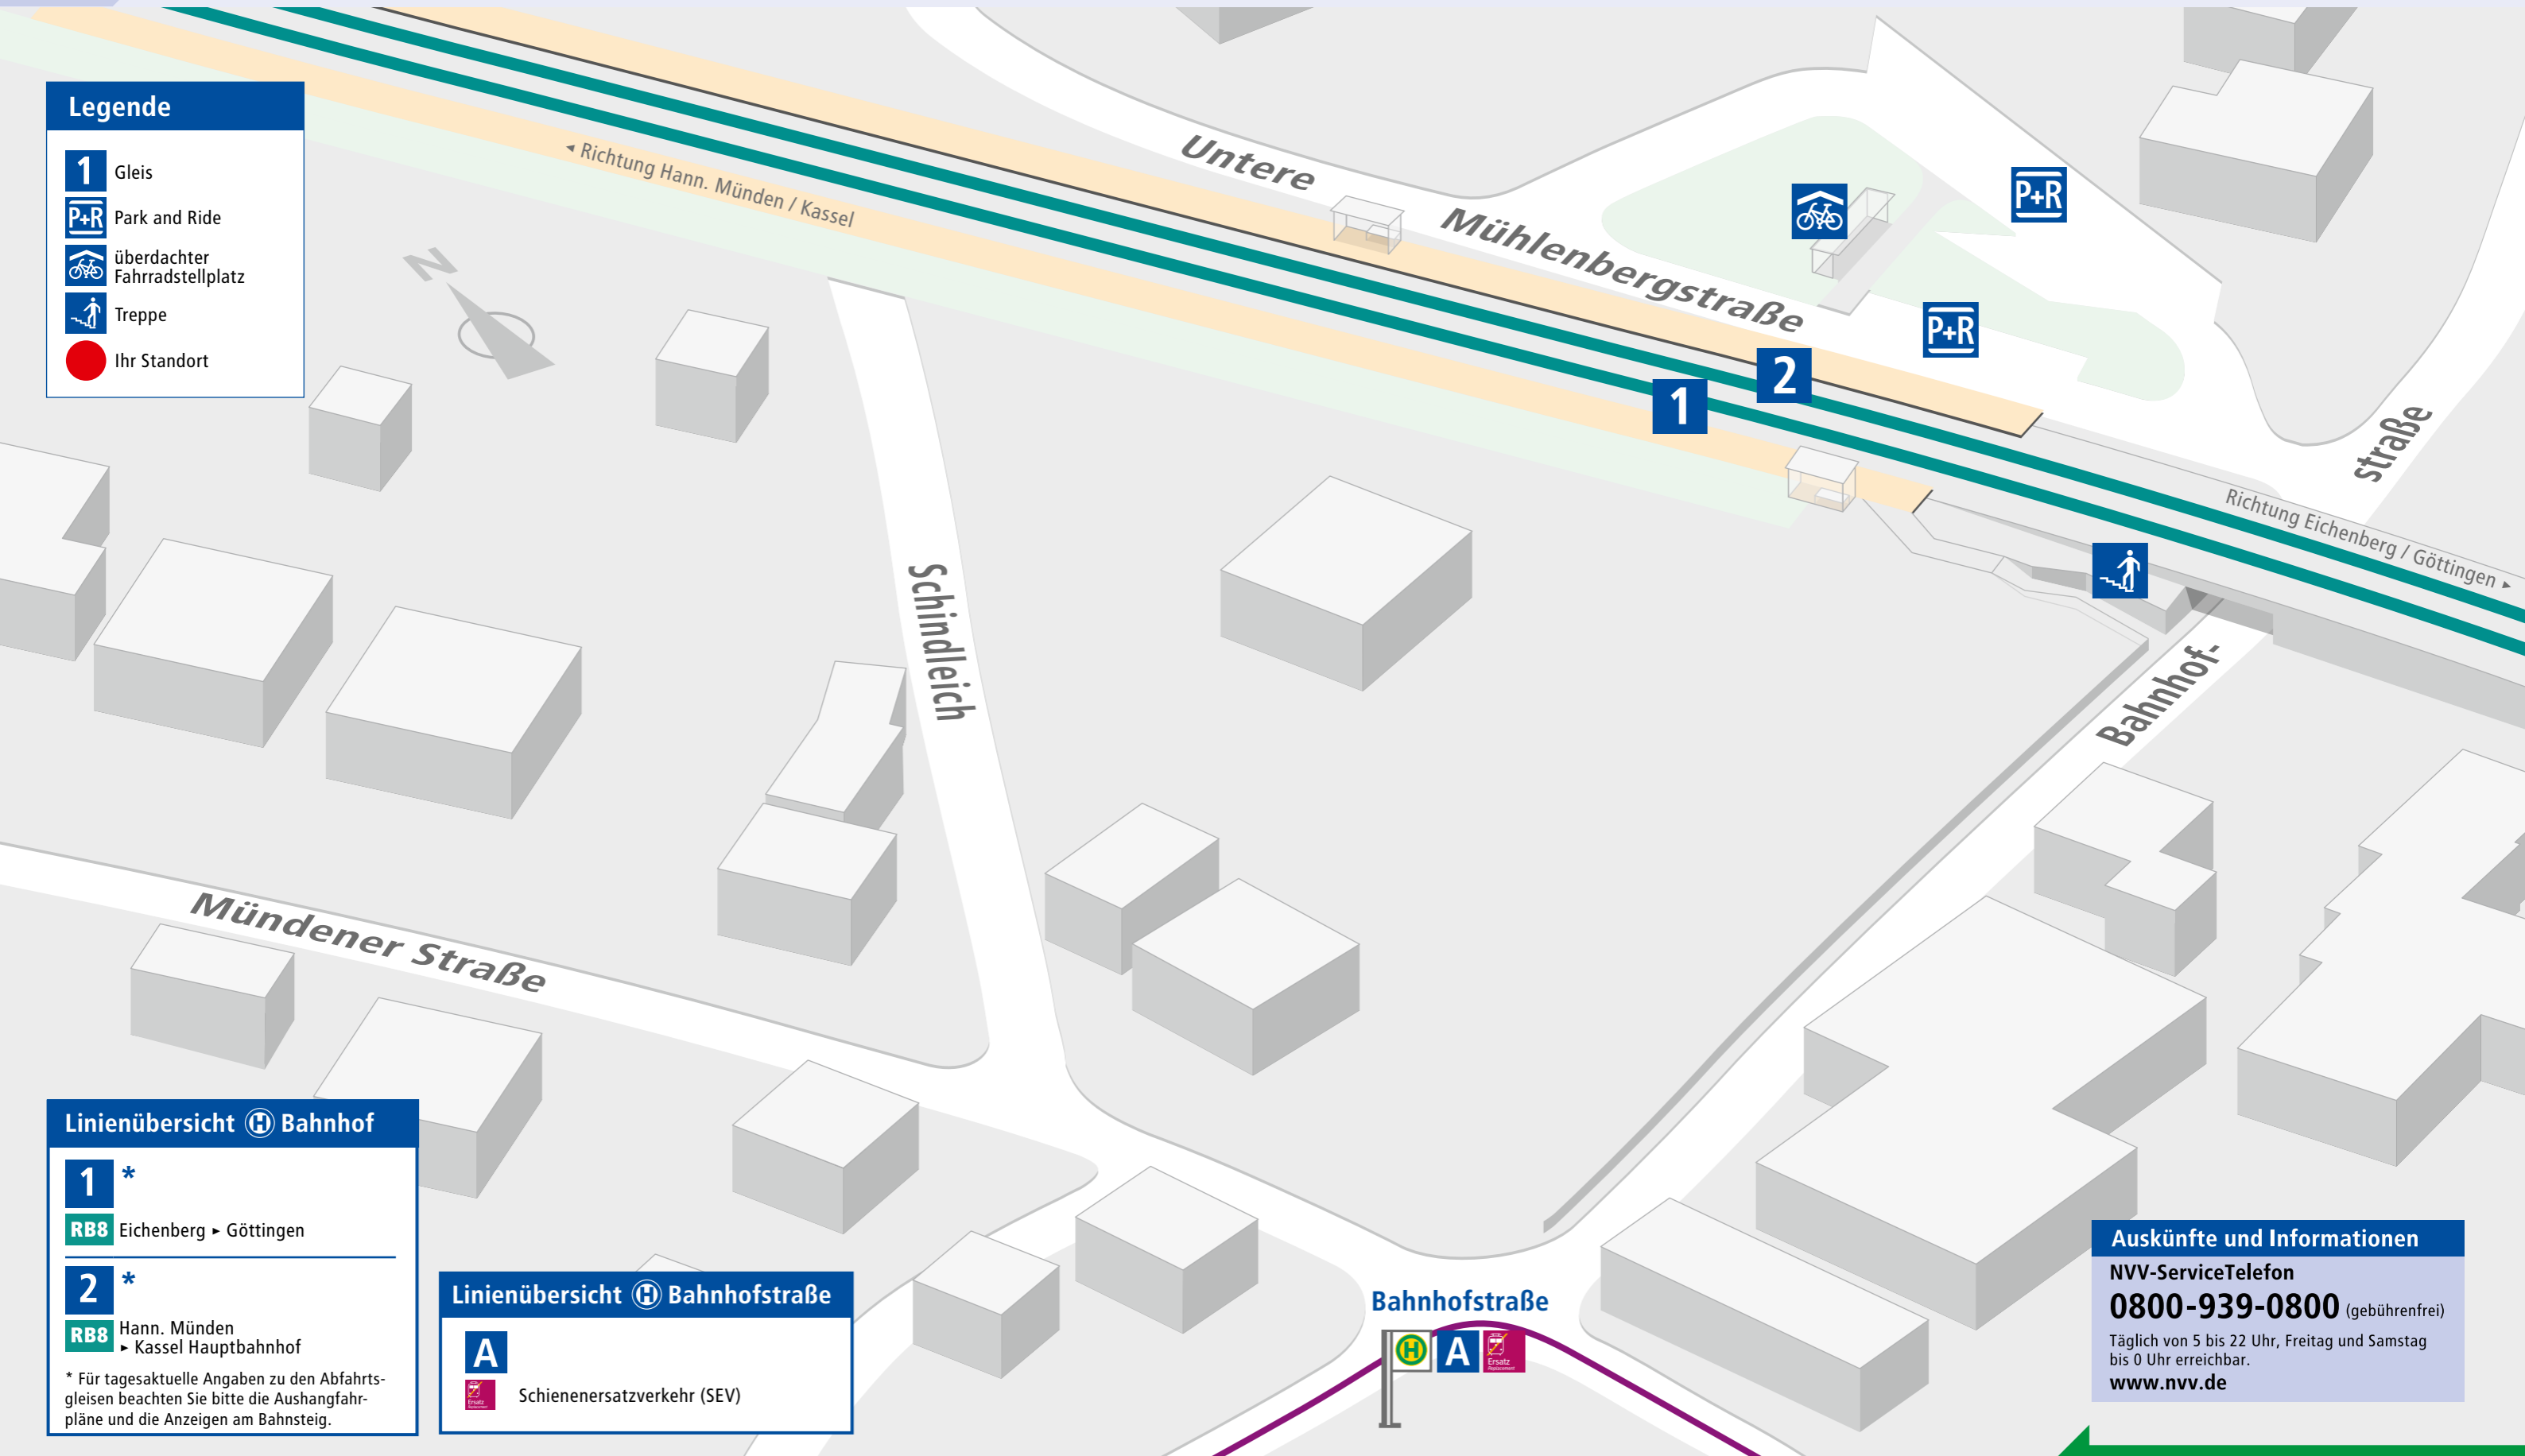 Legende
1 Gleis
P+R Park and Ride
überdachter
Fahrradstellplatz
Treppe
Ihr Standort
N
◂ Richtung Hann. Münden / Kassel
Untere
Mühlenbergstraße
P+R
P+R
2
1
straße
Richtung Eichenberg / Göttingen ▸
Bahnhof-
Schindleich
Mündener Straße
Linienübersicht H Bahnhof
1 *
RB8 Eichenberg ▸ Göttingen
2 *
RB8 Hann. Münden
▸ Kassel Hauptbahnhof
* Für tagesaktuelle Angaben zu den Abfahrts-
gleisen beachten Sie bitte die Aushangfahr-
pläne und die Anzeigen am Bahnsteig.
Linienübersicht H Bahnhofstraße
A
Ersatz
Replacement
Schienenersatzverkehr (SEV)
Bahnhofstraße
H A Ersatz
Replacement
Auskünfte und Informationen
NVV-ServiceTelefon
0800-939-0800 (gebührenfrei)
Täglich von 5 bis 22 Uhr, Freitag und Samstag
bis 0 Uhr erreichbar.
www.nvv.de